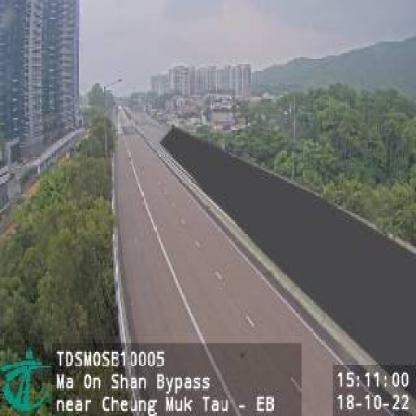 TDSMOSB10005
Ma On Shan Bypass
near Cheung Muk Tau - EB
15:11:00
18-10-22